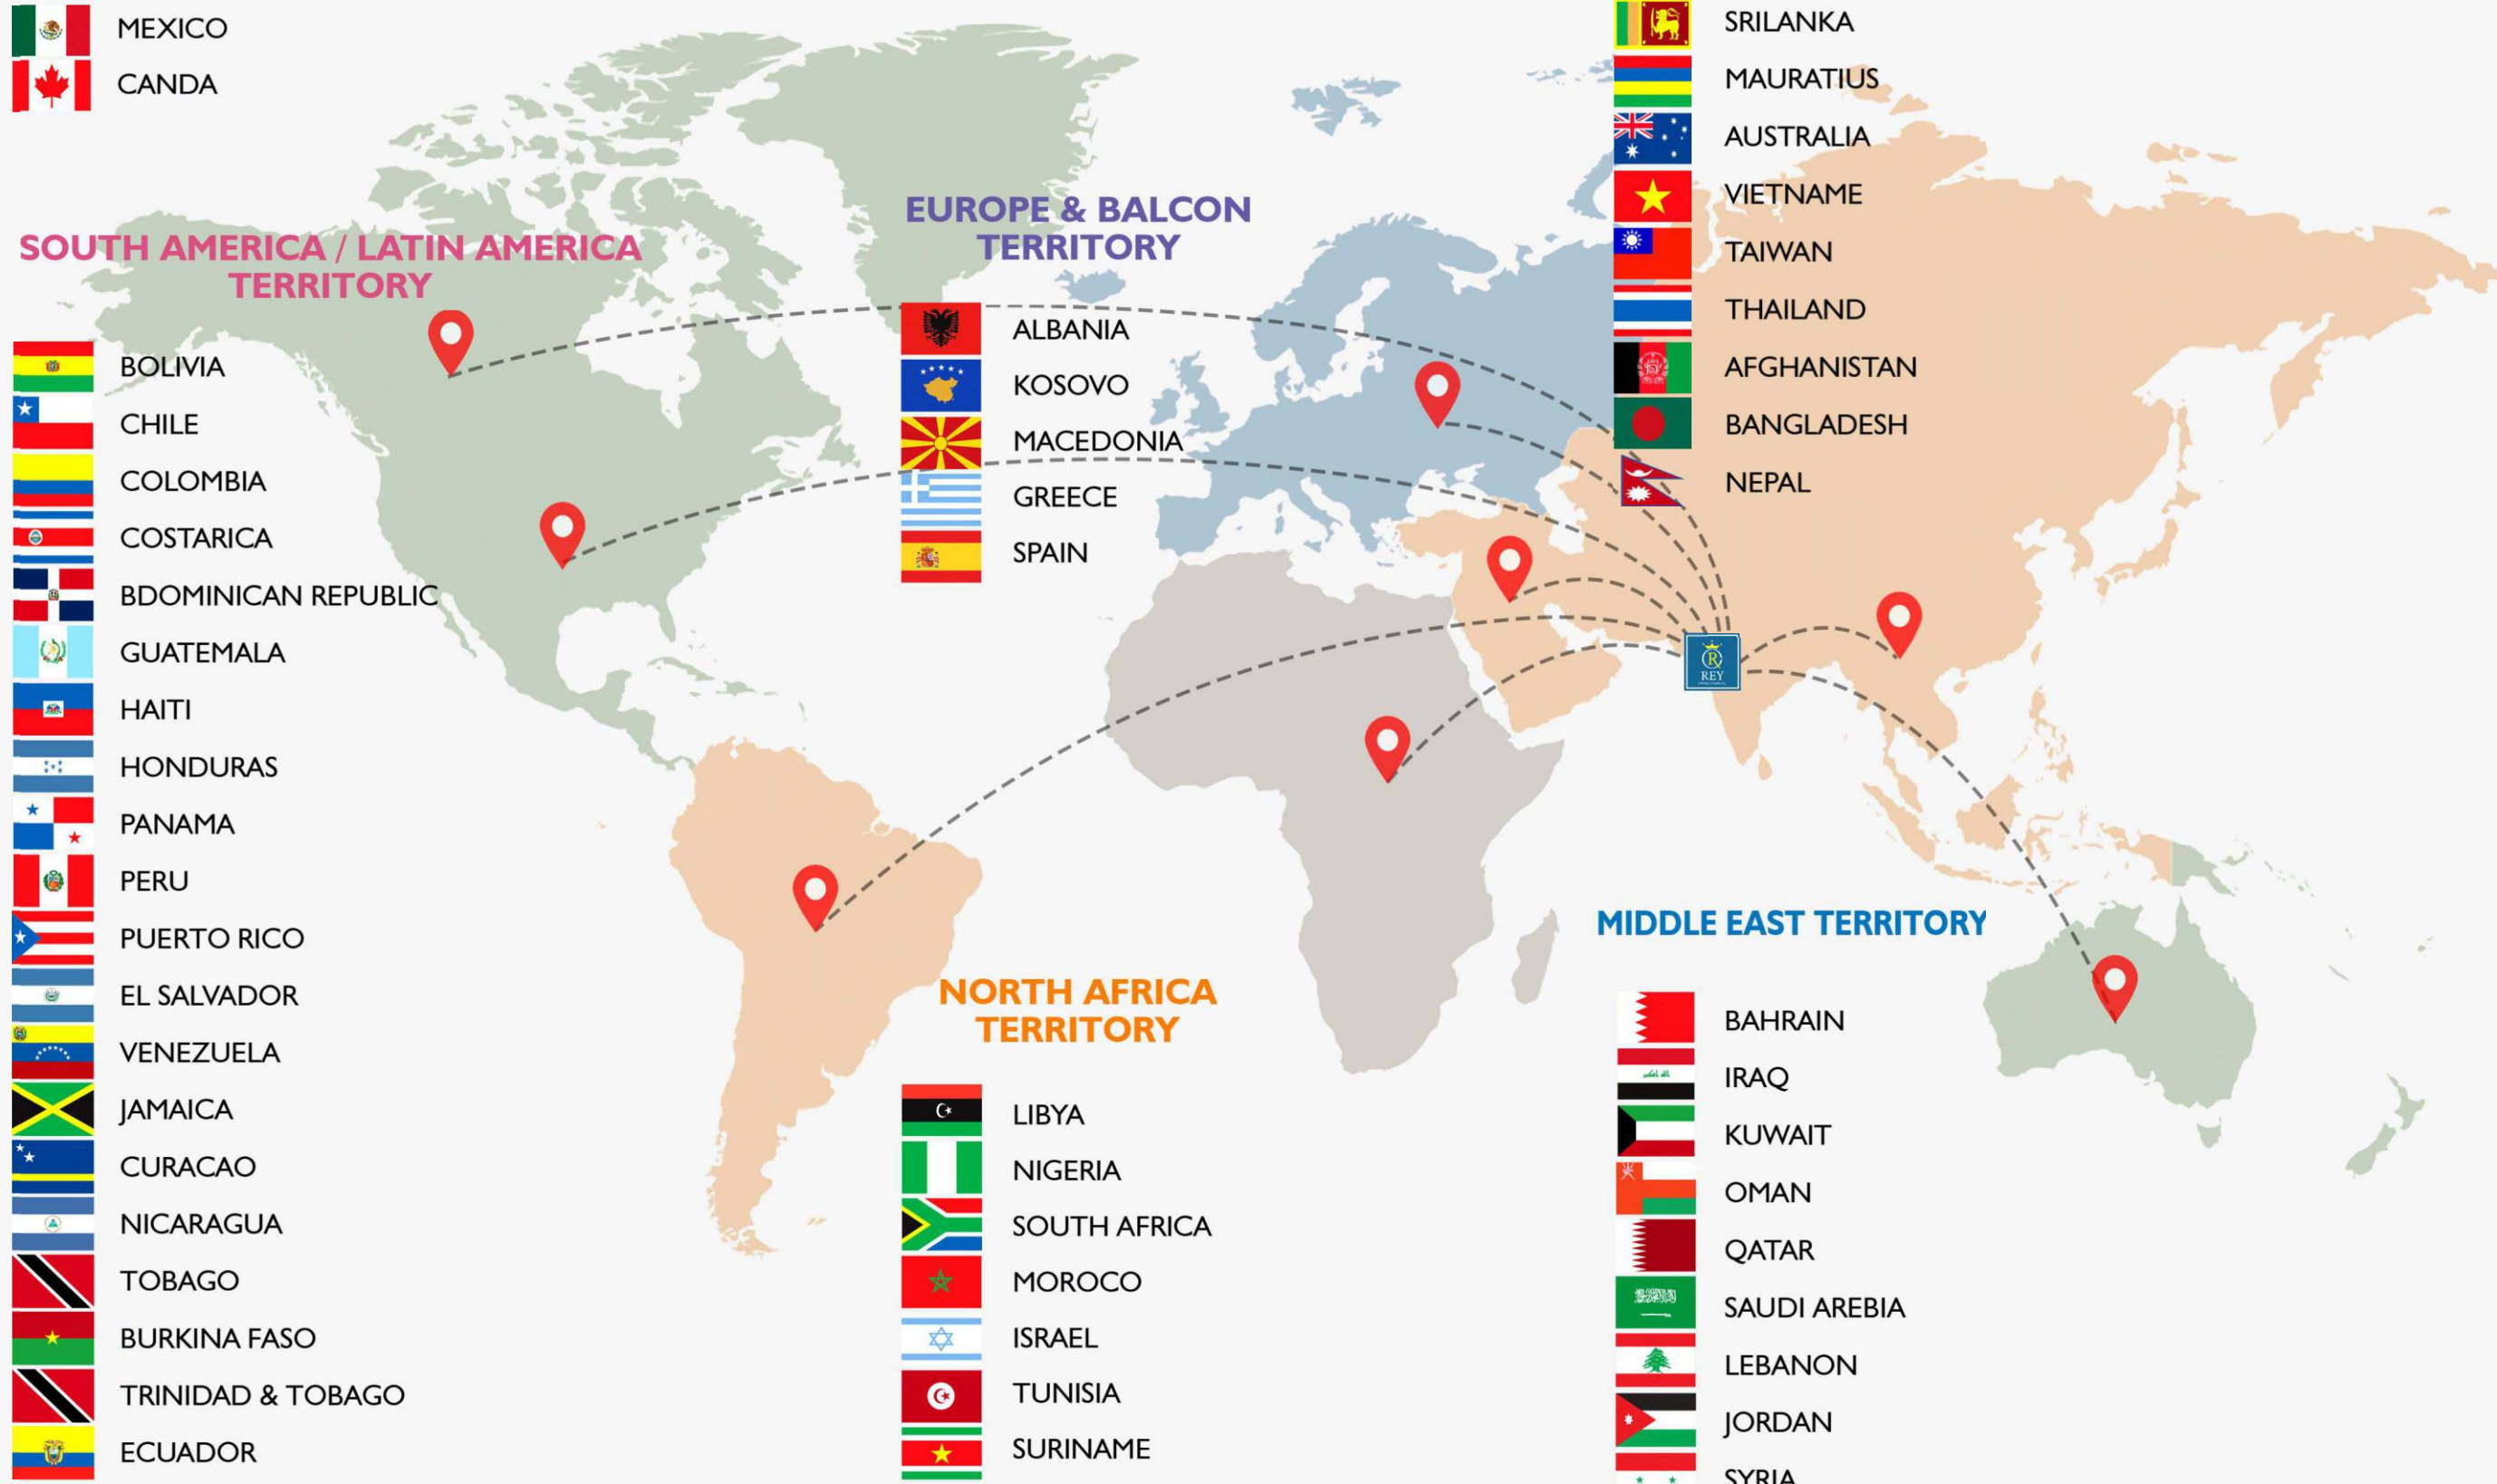 MEXICO
CANDA
SOUTH AMERICA / LATIN AMERICA
TERRITORY
BOLIVIA
CHILE
COLOMBIA
COSTARICA
BDOMINICAN REPUBLIC
GUATEMALA
HAITI
HONDURAS
PANAMA
PERU
PUERTO RICO
EL SALVADOR
VENEZUELA
JAMAICA
CURACAO
NICARAGUA
TOBAGO
BURKINA FASO
TRINIDAD & TOBAGO
ECUADOR
EUROPE & BALCON
TERRITORY
ALBANIA
KOSOVO
MACEDONIA
GREECE
SPAIN
NORTH AFRICA
TERRITORY
LIBYA
NIGERIA
SOUTH AFRICA
MOROCO
ISRAEL
TUNISIA
SURINAME
SRILANKA
MAURATIUS
AUSTRALIA
VIETNAME
TAIWAN
THAILAND
AFGHANISTAN
BANGLADESH
NEPAL
R
REY
MIDDLE EAST TERRITORY
BAHRAIN
IRAQ
KUWAIT
OMAN
QATAR
SAUDI AREBIA
LEBANON
JORDAN
SYRIA